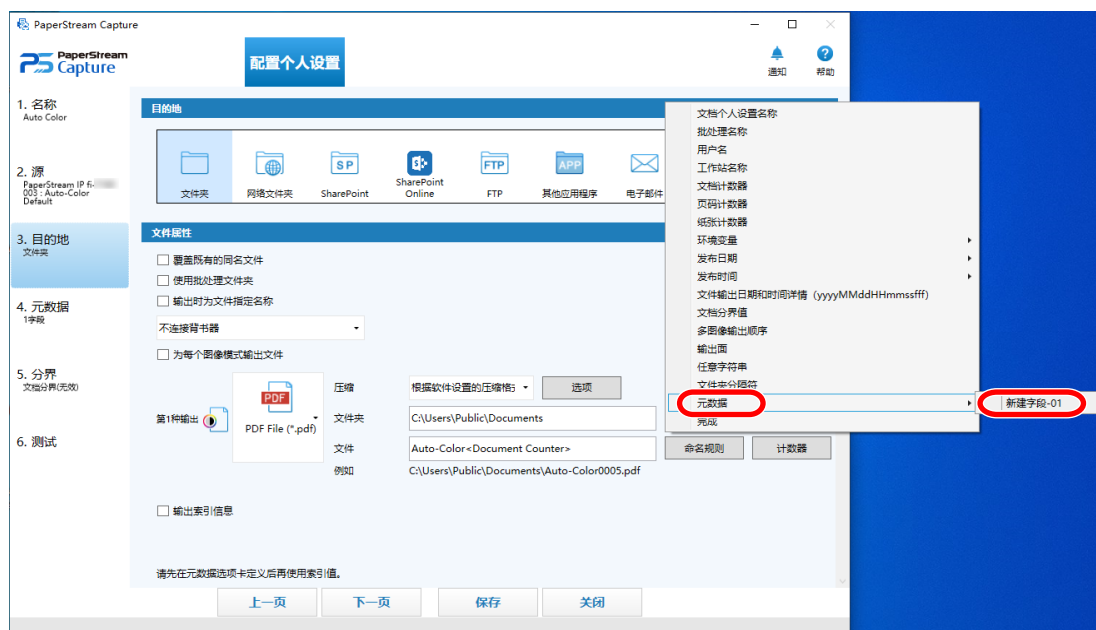 PaperStream Capture
PaperStream
Capture
配置个人设置
通知
帮助
1. 名称
Auto Color
2. 源
PaperStream IP fi-
003 : Auto-Color
Default
3. 目的地
文件夹
4. 元数据
1字段
5. 分界
文档分界(无效)
6. 测试
目的地
文件夹
网络文件夹
SharePoint
SharePoint
Online
FTP
其他应用程序
电子邮件
SP
FTP
APP
文件属性
覆盖既有的同名文件
使用批处理文件夹
输出时为文件指定名称
不连接背书器
为每个图像模式输出文件
第1种输出
PDF
PDF File (*.pdf)
压缩
根据软件设置的压缩格式
选项
文件夹
C:\Users\Public\Documents
文件
Auto-Color<Document Counter>
命名规则
计数器
例如
C:\Users\Public\Documents\Auto-Color0005.pdf
输出索引信息
请先在元数据选项卡定义后再使用索引值。
上一页
下一页
保存
关闭
文档个人设置名称
批处理名称
用户名
工作站名称
文档计数器
页码计数器
纸张计数器
环境变量
发布日期
发布时间
文件输出日期和时间详情（yyyyMMddHHmmssfff）
文档分界值
多图像输出顺序
输出面
任意字符串
文件夹分隔符
元数据
新建字段-01
完成